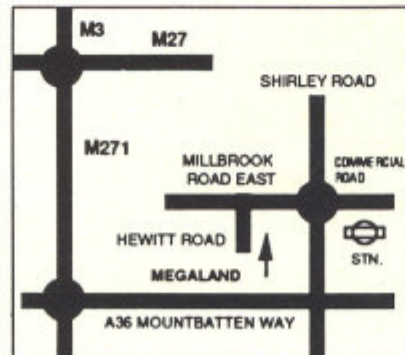 M3
M27
SHIRLEY ROAD
M271
MILLBROOK
ROAD EAST
COMMERCIAL
ROAD
HEWITT ROAD
STN.
MEGALAND
A36 MOUNTBATTEN WAY